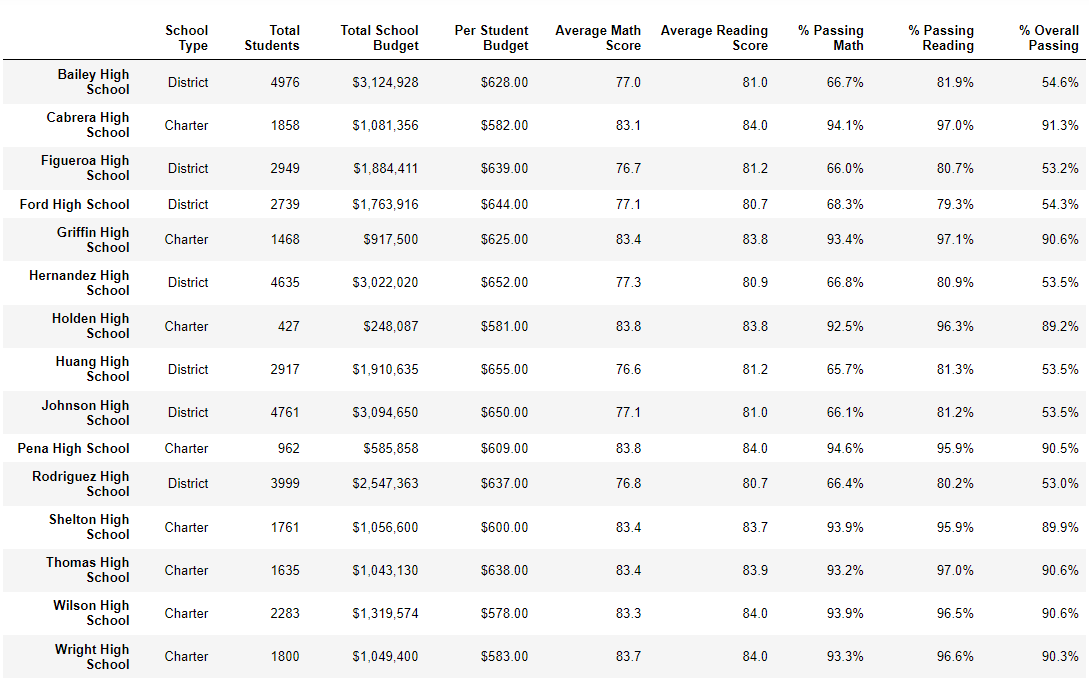 School Type Total Students Total School Budget Per Student Budget Average Math Score Average Reading Score % Passing Math % Passing Reading % Overall Passing
Bailey High School District 4976 $3,124,928 $628.00 77.0 81.0 66.7% 81.9% 54.6%
Cabrera High School Charter 1858 $1,081,356 $582.00 83.1 84.0 94.1% 97.0% 91.3%
Figueroa High School District 2949 $1,884,411 $639.00 76.7 81.2 66.0% 80.7% 53.2%
Ford High School District 2739 $1,763,916 $644.00 77.1 80.7 68.3% 79.3% 54.3%
Griffin High School Charter 1468 $917,500 $625.00 83.4 83.8 93.4% 97.1% 90.6%
Hernandez High School District 4635 $3,022,020 $652.00 77.3 80.9 66.8% 80.9% 53.5%
Holden High School Charter 427 $248,087 $581.00 83.8 83.8 92.5% 96.3% 89.2%
Huang High School District 2917 $1,910,635 $655.00 76.6 81.2 65.7% 81.3% 53.5%
Johnson High School District 4761 $3,094,650 $650.00 77.1 81.0 66.1% 81.2% 53.5%
Pena High School Charter 962 $585,858 $609.00 83.8 84.0 94.6% 95.9% 90.5%
Rodriguez High School District 3999 $2,547,363 $637.00 76.8 80.7 66.4% 80.2% 53.0%
Shelton High School Charter 1761 $1,056,600 $600.00 83.4 83.7 93.9% 95.9% 89.9%
Thomas High School Charter 1635 $1,043,130 $638.00 83.4 83.9 93.2% 97.0% 90.6%
Wilson High School Charter 2283 $1,319,574 $578.00 83.3 84.0 93.9% 96.5% 90.6%
Wright High School Charter 1800 $1,049,400 $583.00 83.7 84.0 93.3% 96.6% 90.3%